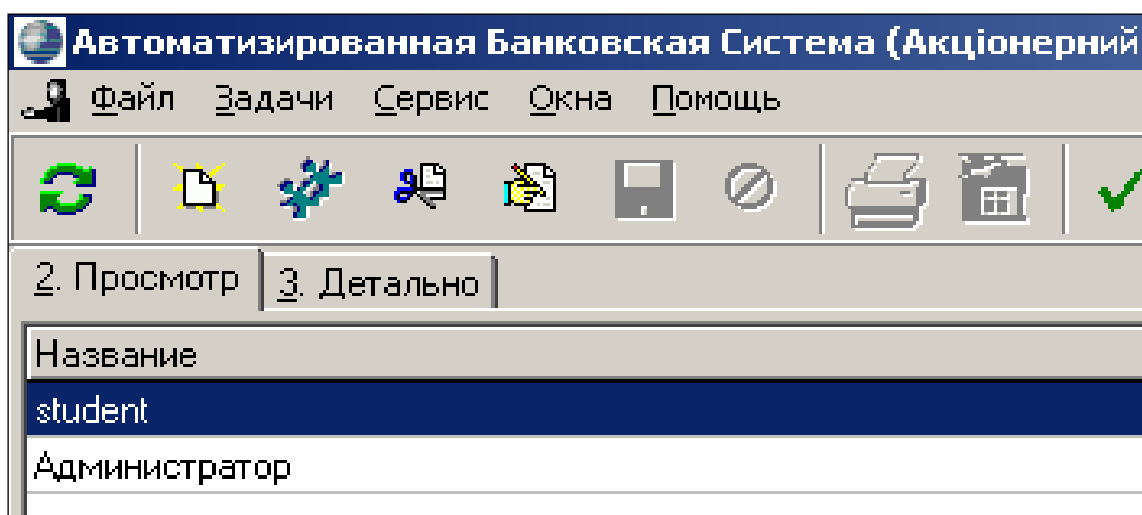 Автоматизированная Банковская Система (Акціонерний
Файл Задачи Сервис Окна Помощь
2. Просмотр 3. Детально
Название
student
Администратор